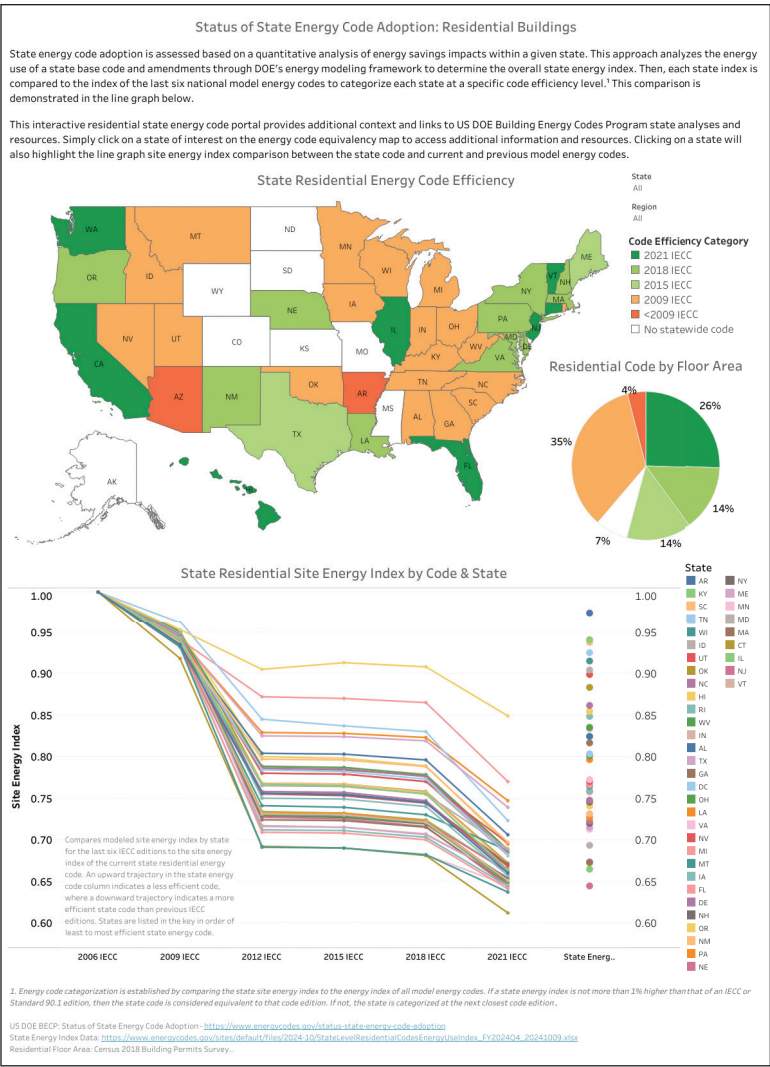 Status of State Energy Code Adoption: Residential Buildings
State energy code adoption is assessed based on a quantitative analysis of energy savings impacts within a given state. This approach analyzes the energy
use of a state base code and amendments through DOE's energy modeling framework to determine the overall state energy index. Then, each state index is
compared to the index of the last six national model energy codes to categorize each state at a specific code efficiency level.¹ This comparison is
demonstrated in the line graph below.
This interactive residential state energy code portal provides additional context and links to US DOE Building Energy Codes Program state analyses and
resources. Simply click on a state of interest on the energy code equivalency map to access additional information and resources. Clicking on a state will
also highlight the line graph site energy index comparison between the state code and current and previous model energy codes.
State Residential Energy Code Efficiency
State
All
Region
All
Code Efficiency Category
2021 IECC
2018 IECC
2015 IECC
2009 IECC
<2009 IECC
No statewide code
WA
MT
ND
MN
ME
OR
ID
SD
WI
VT
NH
WY
MI
NY
MA
IA
NE
PA
NJ
NV
UT
CO
IL
IN
OH
MD
DE
KS
MO
WV
VA
CA
KY
AZ
NM
OK
AR
TN
NC
SC
MS
AL
GA
TX
LA
FL
AK
HI
Residential Code by Floor Area
4%
26%
35%
14%
7%
14%
State Residential Site Energy Index by Code & State
Site Energy Index
1.00
0.95
0.90
0.85
0.80
0.75
0.70
0.65
0.60
1.00
0.95
0.90
0.85
0.80
0.75
0.70
0.65
0.60
Compares modeled site energy index by state
for the last six IECC editions to the site energy
index of the current state residential energy
code. An upward trajectory in the state energy
code column indicates a less efficient code,
where a downward trajectory indicates a more
efficient state code than previous IECC
editions. States are listed in the key in order of
least to most efficient state energy code.
2006 IECC
2009 IECC
2012 IECC
2015 IECC
2018 IECC
2021 IECC
State Energ..
State
AR
KY
SC
TN
WI
ID
UT
OK
NC
HI
RI
WV
IN
AL
TX
GA
DC
OH
LA
VA
NV
MI
MT
IA
FL
DE
NH
OR
NM
PA
NE
NY
ME
MN
MD
MA
CT
IL
NJ
VT
1. Energy code categorization is established by comparing the state site energy index to the energy index of all model energy codes. If a state energy index is not more than 1% higher thanthat of an IECC or
Standard 90.1 edition, then the state code is considered equivalent to that code edition. If not, the state is categorized at the next closest code edition .
US DOE BECP: Status of State Energy Code Adoption - https://www.energycodes.gov/status-state-energy-code-adoption
State Energy Index Data: https://www.energycodes.gov/sites/default/files/2024-10/StateLevelResidentialCodesEnergyUseIndex_FY2024Q4_20241009.xlsx
Residential Floor Area: Census 2018 Building Permits Survey..